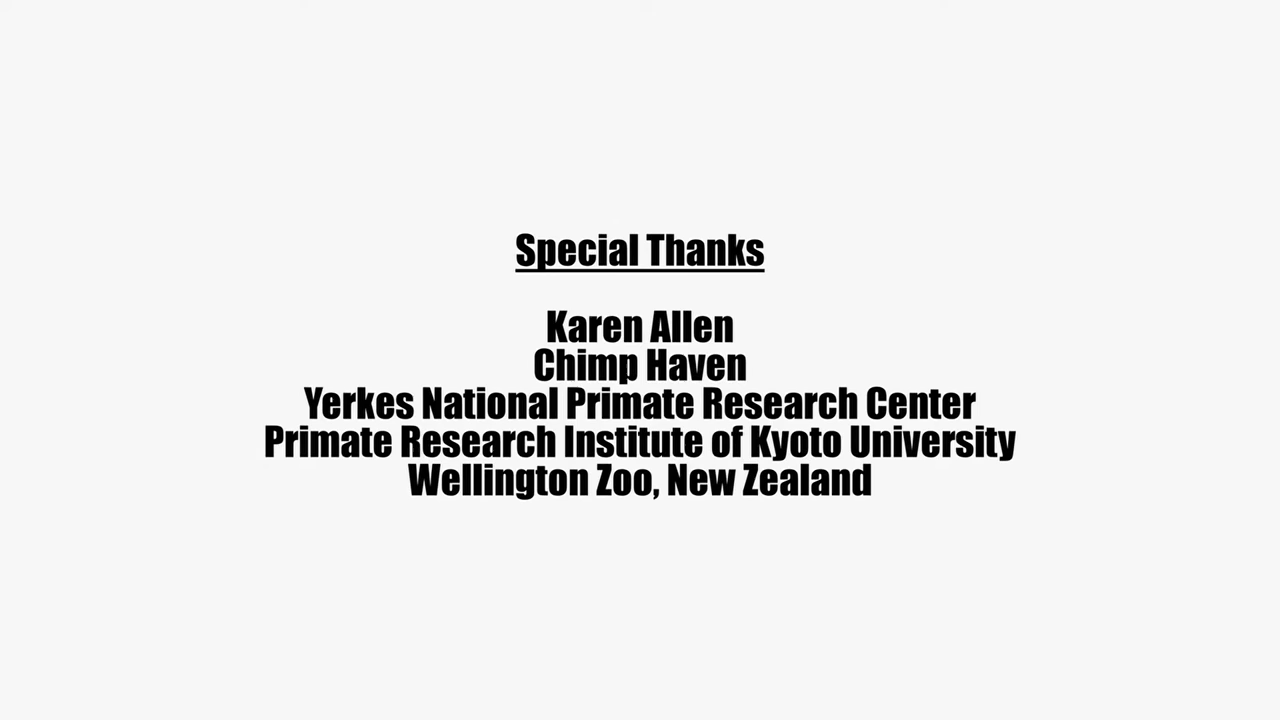 Special Thanks
Karen Allen
Chimp Haven
Yerkes National Primate Research Center
Primate Research Institute of Kyoto University
Wellington Zoo, New Zealand